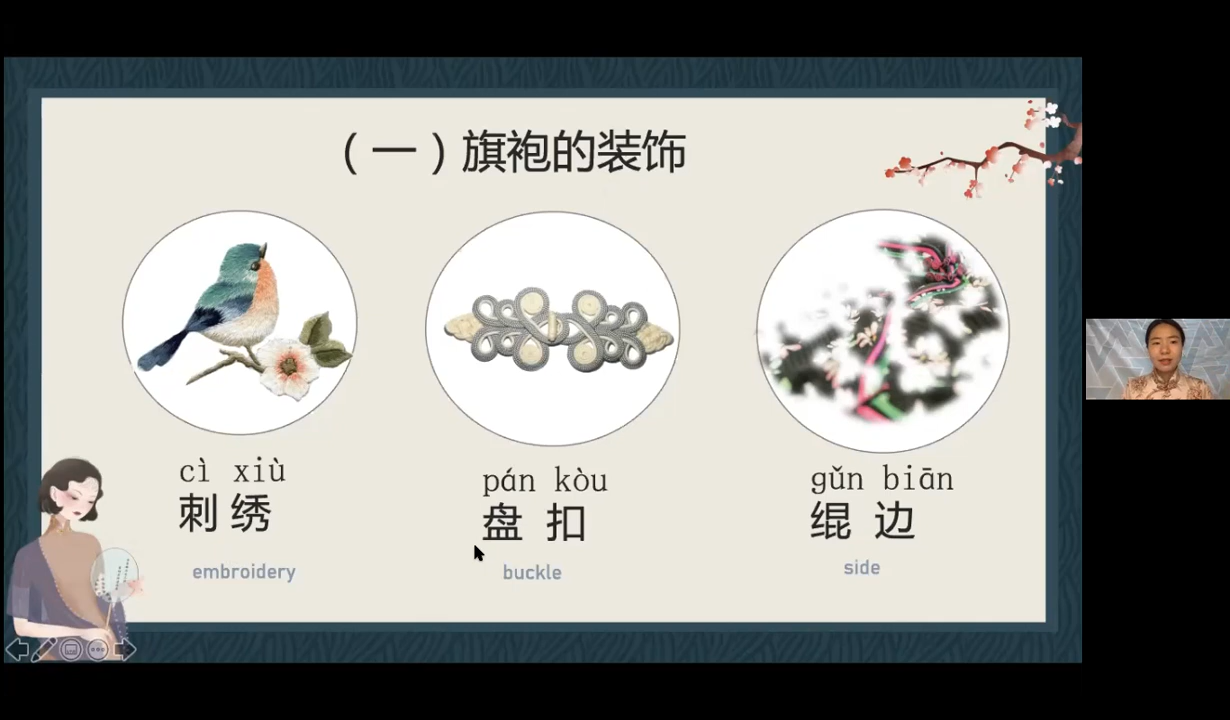 （一）旗袍的装饰
cì xiù
刺绣
embroidery
pán kòu
盘扣
buckle
gǔn biān
绲边
side